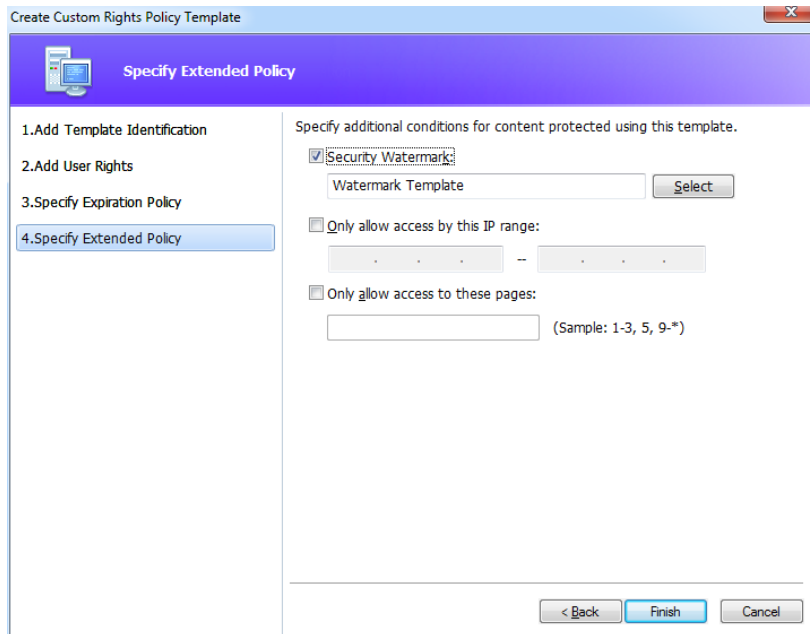 Create Custom Rights Policy Template
X
Specify Extended Policy
1.Add Template Identification
2.Add User Rights
3.Specify Expiration Policy
4.Specify Extended Policy
Specify additional conditions for content protected using this template.
Security Watermark:
Watermark Template
Select
Only allow access by this IP range:
. . . -- . . .
Only allow access to these pages:
(Sample: 1-3, 5, 9-*)
< Back Finish Cancel